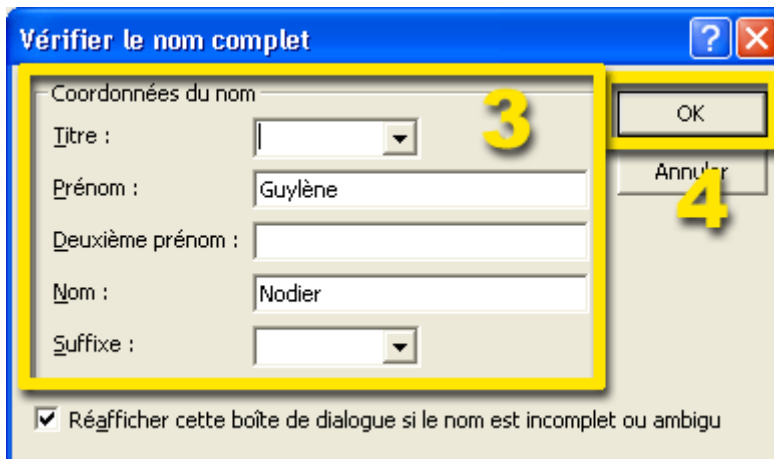 Vérifier le nom complet
Coordonnées du nom
3
OK
Titre :
Annuler
4
Prénom : Guylène
Deuxième prénom :
Nom : Nodier
Suffixe :
Réafficher cette boîte de dialogue si le nom est incomplet ou ambigu